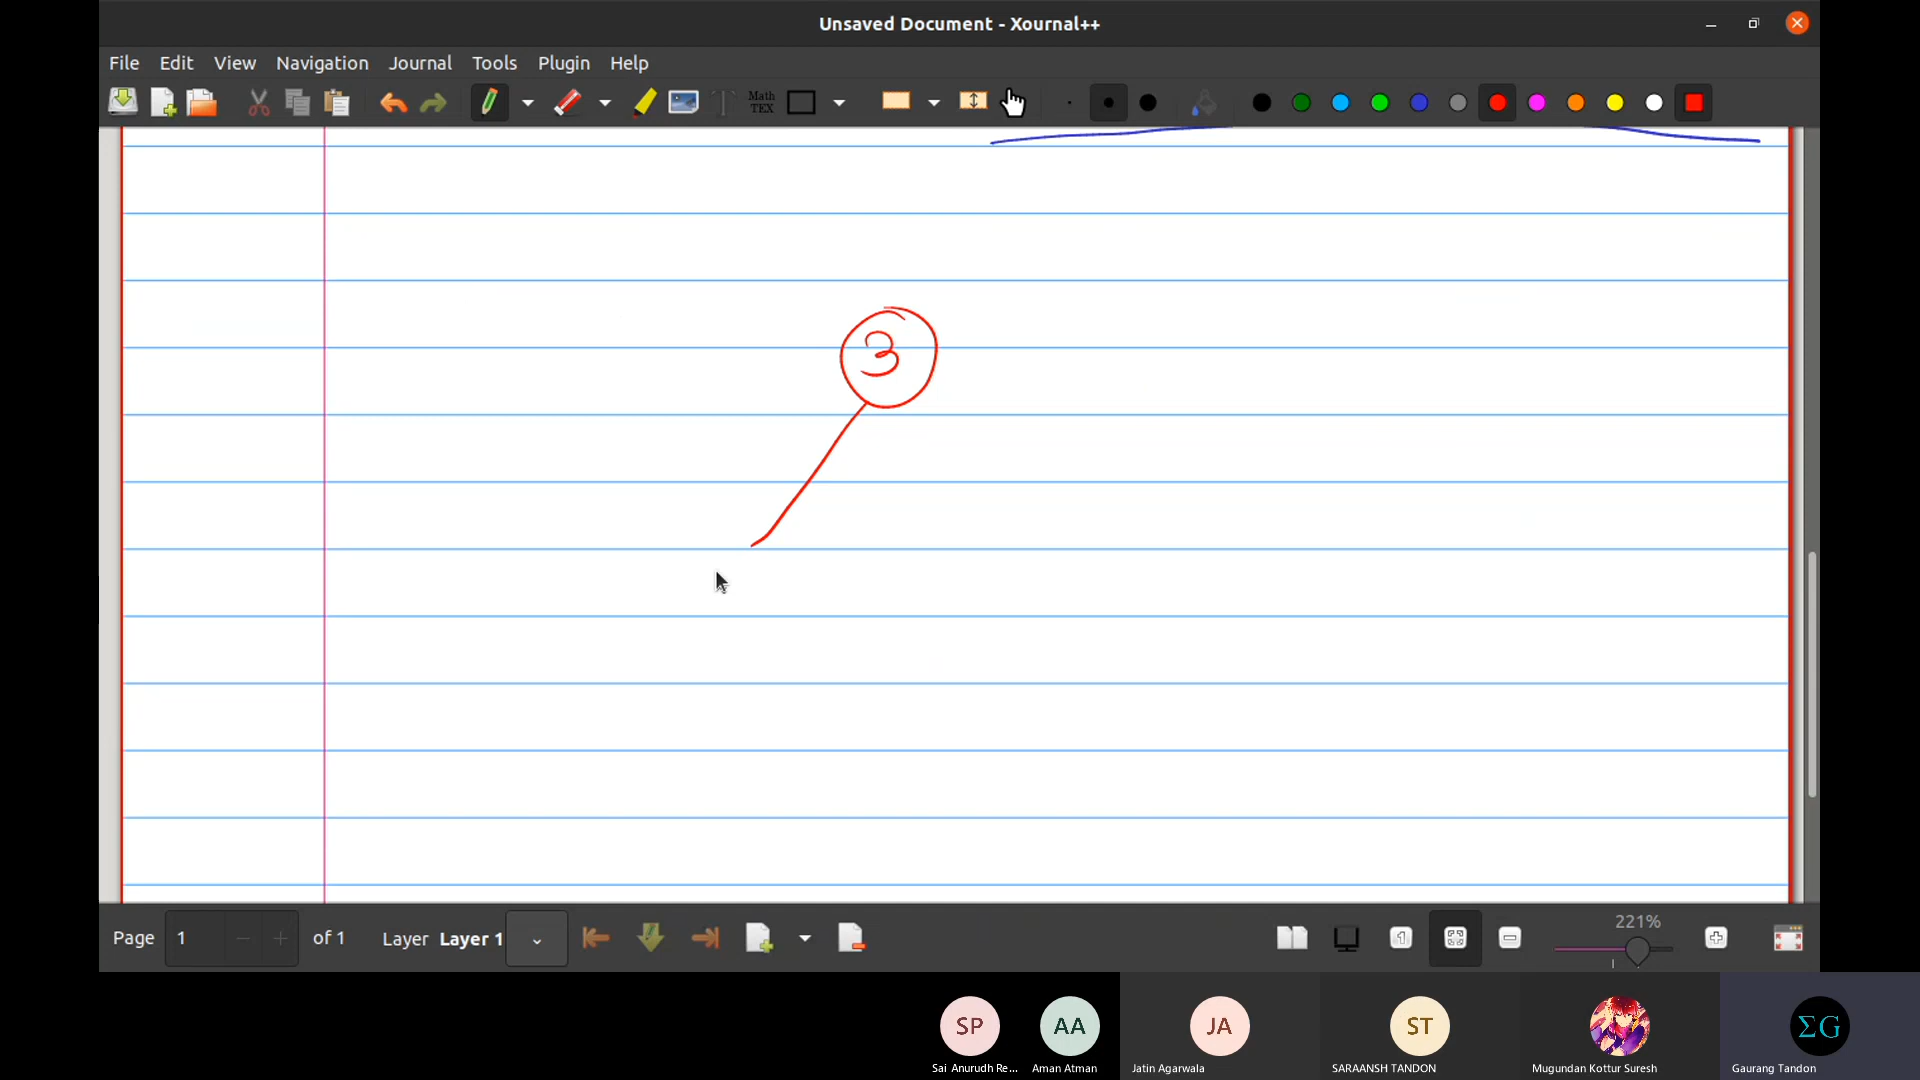 Unsaved Document - Xournal++
File Edit View Navigation Journal Tools Plugin Help
Math
TEX
3
Page 1 of 1 Layer Layer 1
221%
SP AA JA ST ΣG
Sai Anurudh Re... Aman Atman Jatin Agarwala SARAANSH TANDON Mugundan Kottur Suresh Gaurang Tandon